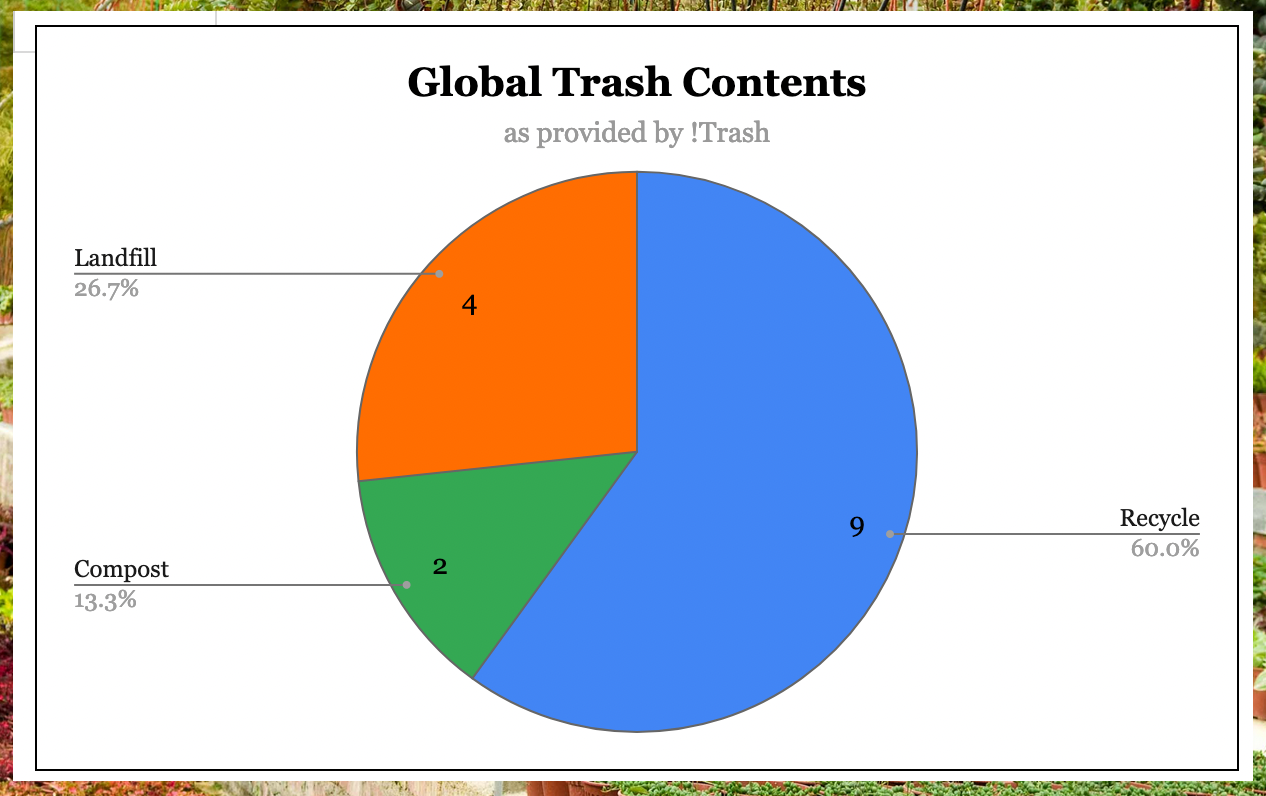 Global Trash Contents
as provided by !Trash
Landfill
26.7%
4
9
Recycle
60.0%
2
Compost
13.3%